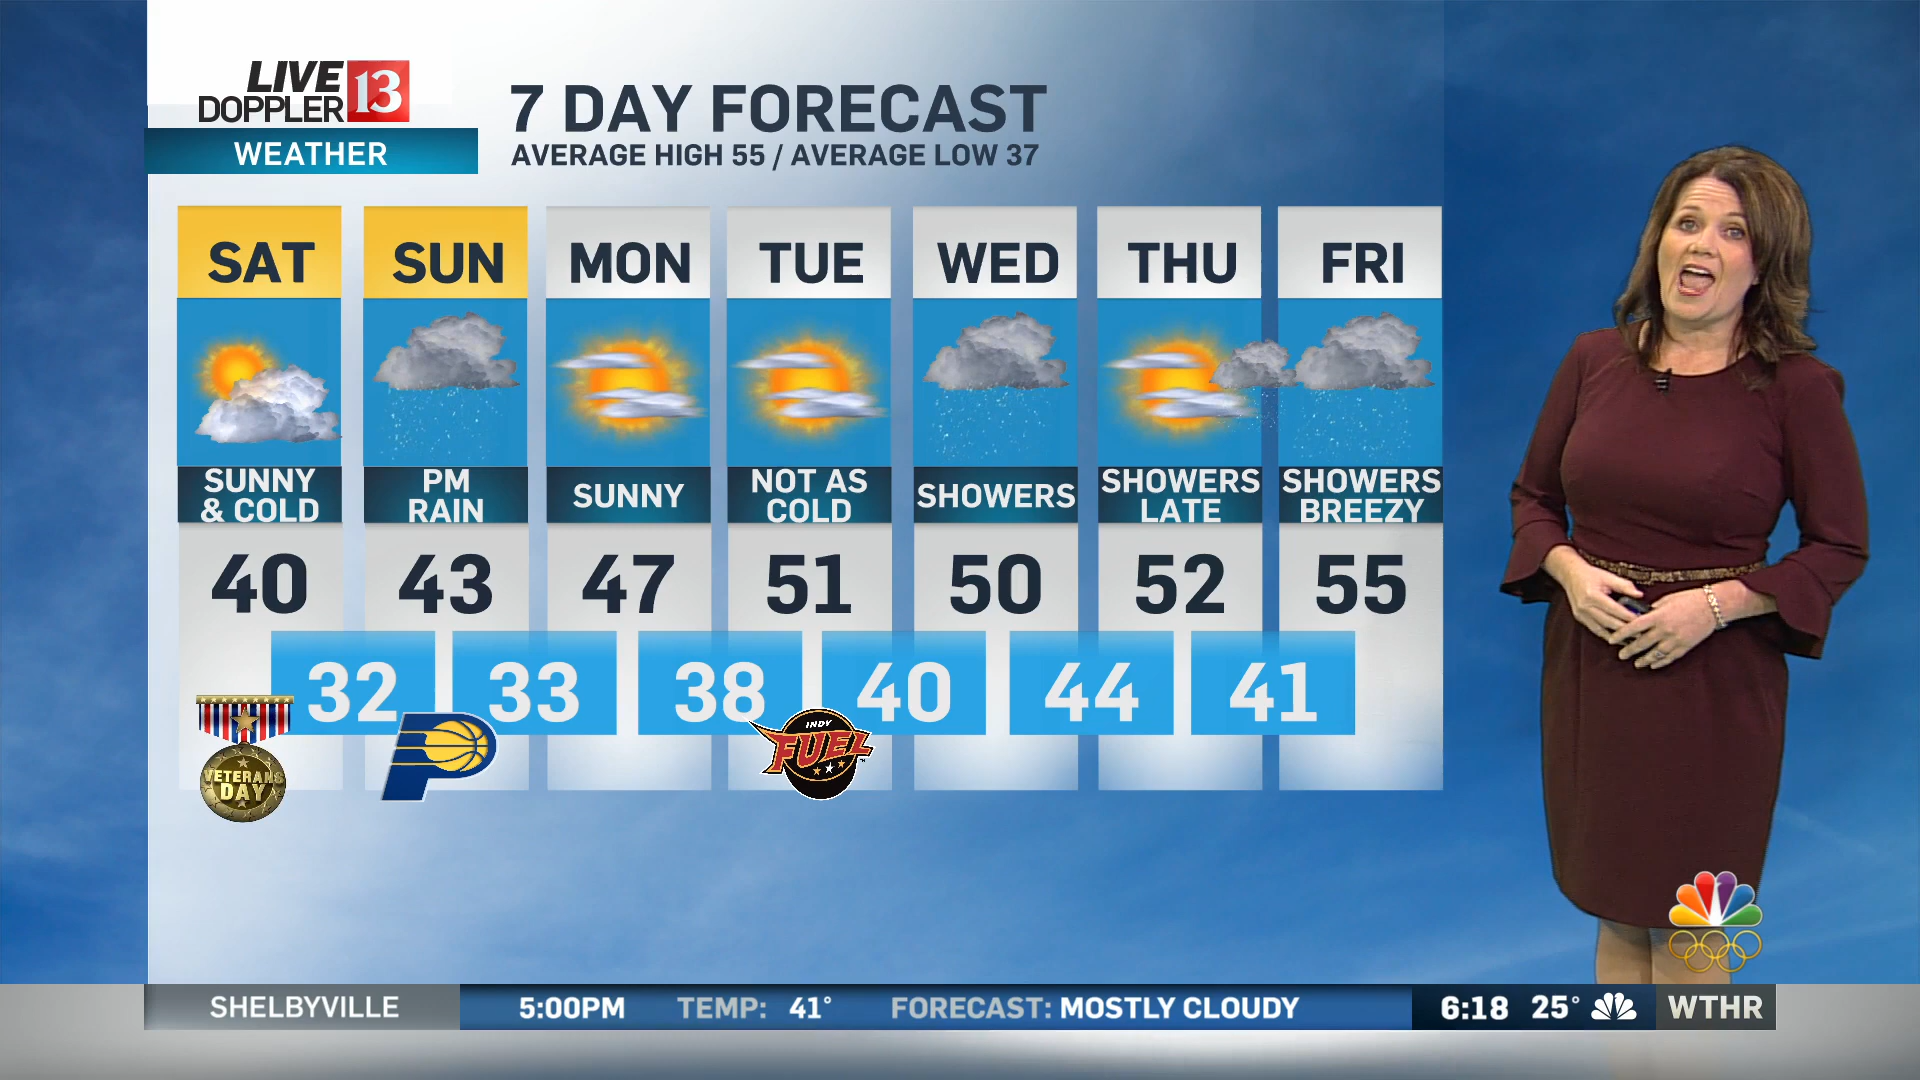 LIVE
DOPPLER 13
WEATHER
7 DAY FORECAST
AVERAGE HIGH 55 / AVERAGE LOW 37
SAT SUN MON TUE WED THU FRI
SUNNY
& COLD
PM
RAIN
SUNNY
NOT AS
COLD
SHOWERS
SHOWERS
LATE
SHOWERS
BREEZY
40 43 47 51 50 52 55
32 33 38 40 44 41
VETERANS
DAY
INDY
FUEL
SHELBYVILLE 5:00PM TEMP: 41° FORECAST: MOSTLY CLOUDY 6:18 25° WTHR